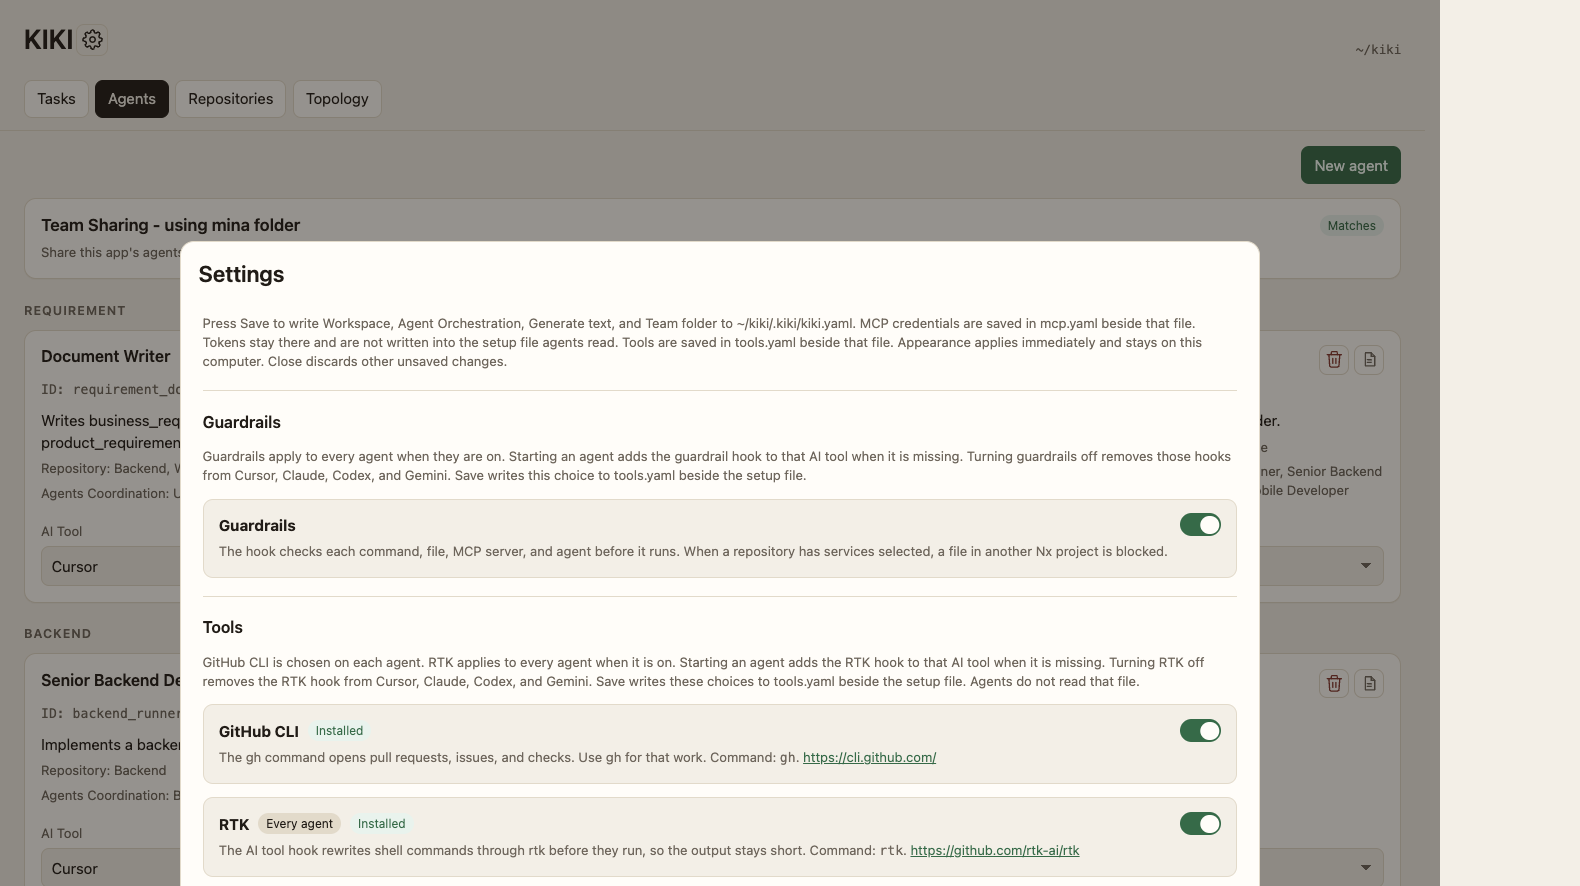 KIKI
~/kiki
Tasks
Agents
Repositories
Topology
New agent
Team Sharing - using mina folder
Matches
Share this app's agents
REQUIREMENT
Document Writer
ID: requirement_do
Writes business_req
product_requirement
Repository: Backend, W
Agents Coordination: U
AI Tool
Cursor
der.
ner, Senior Backend
bile Developer
BACKEND
Senior Backend De
ID: backend_runner
Implements a backe
Repository: Backend
Agents Coordination: B
AI Tool
Cursor
Settings
Press Save to write Workspace, Agent Orchestration, Generate text, and Team folder to ~/kiki/.kiki/kiki.yaml. MCP credentials are saved in mcp.yaml beside that file.
Tokens stay there and are not written into the setup file agents read. Tools are saved in tools.yaml beside that file. Appearance applies immediately and stays on this
computer. Close discards other unsaved changes.
Guardrails
Guardrails apply to every agent when they are on. Starting an agent adds the guardrail hook to that AI tool when it is missing. Turning guardrails off removes those hooks
from Cursor, Claude, Codex, and Gemini. Save writes this choice to tools.yaml beside the setup file.
Guardrails
The hook checks each command, file, MCP server, and agent before it runs. When a repository has services selected, a file in another Nx project is blocked.
Tools
GitHub CLI is chosen on each agent. RTK applies to every agent when it is on. Starting an agent adds the RTK hook to that AI tool when it is missing. Turning RTK off
removes the RTK hook from Cursor, Claude, Codex, and Gemini. Save writes these choices to tools.yaml beside the setup file. Agents do not read that file.
GitHub CLI Installed
The gh command opens pull requests, issues, and checks. Use gh for that work. Command: gh. https://cli.github.com/
RTK Every agent Installed
The AI tool hook rewrites shell commands through rtk before they run, so the output stays short. Command: rtk. https://github.com/rtk-ai/rtk